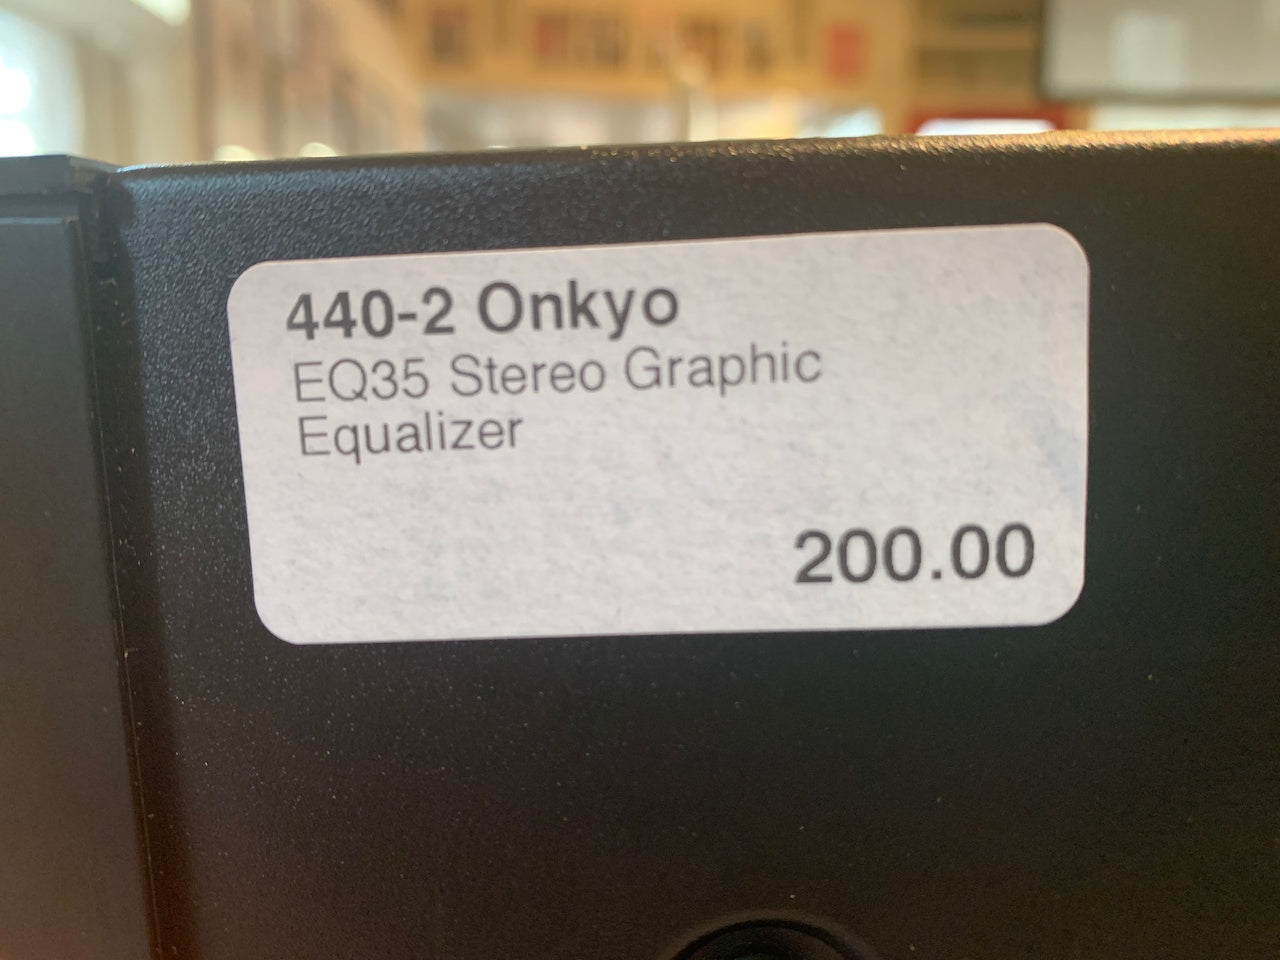 440-2 Onkyo
EQ35 Stereo Graphic
Equalizer
200.00